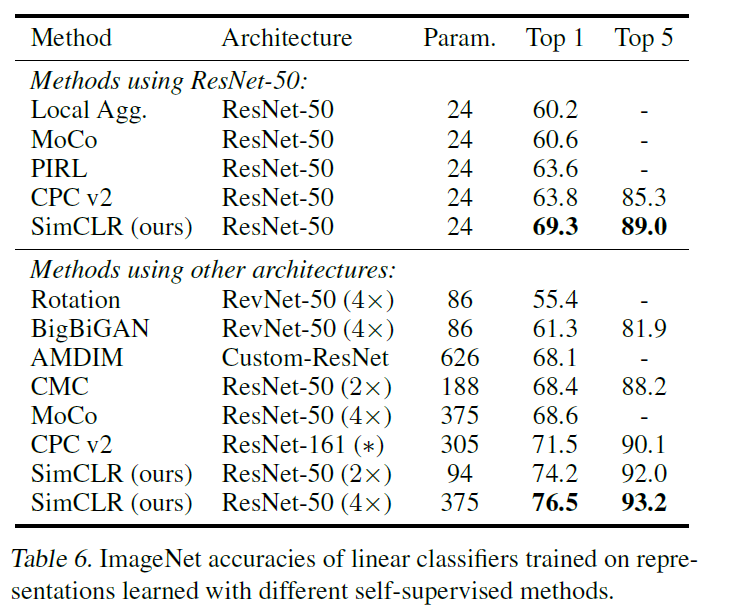 Method Architecture Param. Top 1 Top 5
Methods using ResNet-50:
Local Agg. ResNet-50 24 60.2 -
MoCo ResNet-50 24 60.6 -
PIRL ResNet-50 24 63.6 -
CPC v2 ResNet-50 24 63.8 85.3
SimCLR (ours) ResNet-50 24 69.3 89.0
Methods using other architectures:
Rotation RevNet-50 (4×) 86 55.4 -
BigBiGAN RevNet-50 (4×) 86 61.3 81.9
AMDIM Custom-ResNet 626 68.1 -
CMC ResNet-50 (2×) 188 68.4 88.2
MoCo ResNet-50 (4×) 375 68.6 -
CPC v2 ResNet-161 (∗) 305 71.5 90.1
SimCLR (ours) ResNet-50 (2×) 94 74.2 92.0
SimCLR (ours) ResNet-50 (4×) 375 76.5 93.2
Table 6. ImageNet accuracies of linear classifiers trained on repre-
sentations learned with different self-supervised methods.